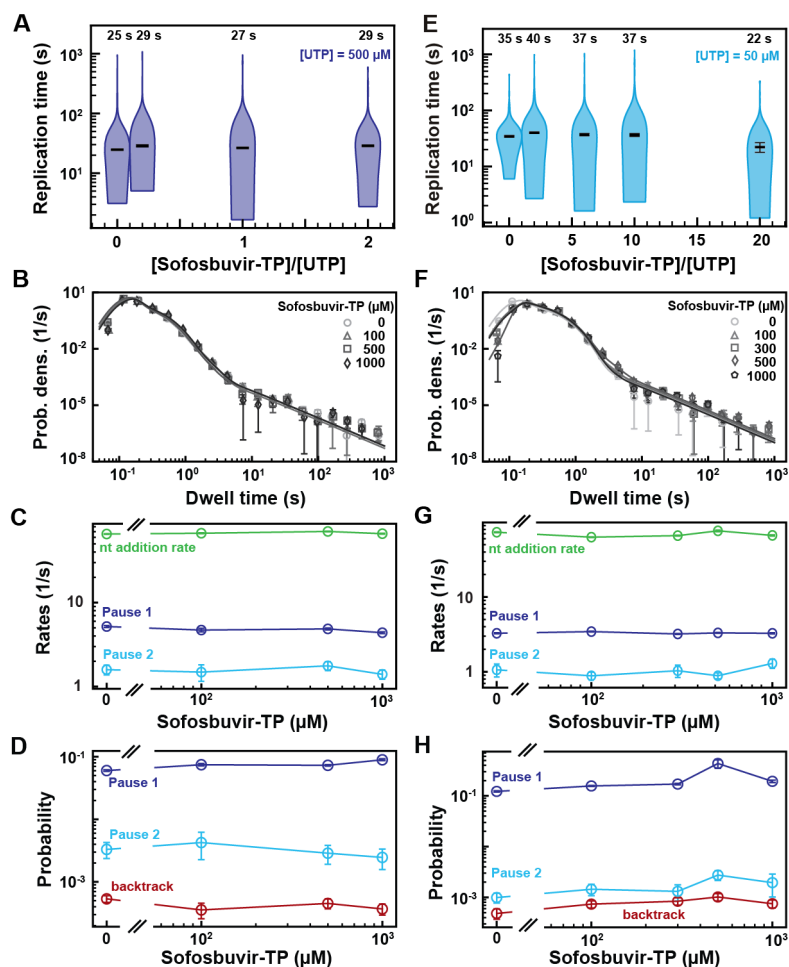 A
25 s 29 s 27 s 29 s
[UTP] = 500 µM
Replication time (s)
10³
10²
10¹
0 1 2
[Sofosbuvir-TP]/[UTP]
E
35 s 40 s 37 s 37 s 22 s
[UTP] = 50 µM
Replication time (s)
10³
10²
10¹
10⁰
0 5 10 15 20
[Sofosbuvir-TP]/[UTP]
B
Sofosbuvir-TP (µM)
0
100
500
1000
Prob. dens. (1/s)
10¹
10⁻²
10⁻⁵
10⁻⁸
10⁻¹ 10⁰ 10¹ 10² 10³
Dwell time (s)
F
Sofosbuvir-TP (µM)
0
100
300
500
1000
Prob. dens. (1/s)
10¹
10⁻²
10⁻⁵
10⁻⁸
10⁻¹ 10⁰ 10¹ 10² 10³
Dwell time (s)
C
nt addition rate
Pause 1
Pause 2
Rates (1/s)
10
1
0 10² 10³
Sofosbuvir-TP (µM)
G
nt addition rate
Pause 1
Pause 2
Rates (1/s)
10
1
0 10² 10³
Sofosbuvir-TP (µM)
D
Pause 1
Pause 2
backtrack
Probability
10⁻¹
10⁻³
0 10² 10³
Sofosbuvir-TP (µM)
H
Pause 1
Pause 2
backtrack
Probability
10⁻¹
10⁻³
0 10² 10³
Sofosbuvir-TP (µM)